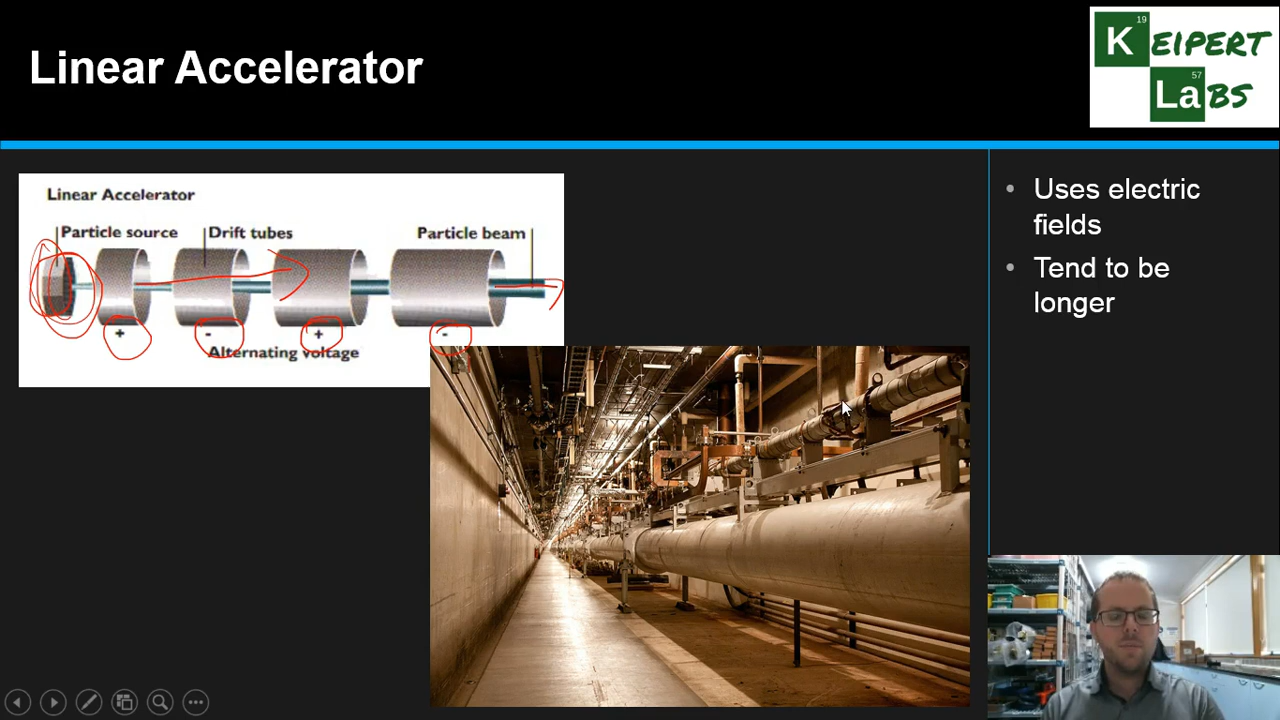 Linear Accelerator
19
K EIPERT
57
La BS
Linear Accelerator
Particle source
Drift tubes
Particle beam
+ - + -
Alternating voltage
• Uses electric
fields
• Tend to be
longer